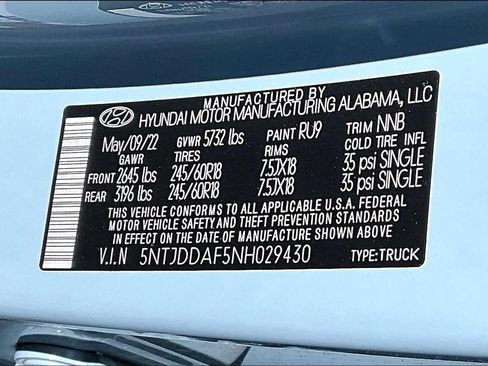 MANUFACTURED BY
HYUNDAI MOTOR MANUFACTURING ALABAMA, LLC
May/09/22 GVWR 5732 lbs PAINT RU9 TRIM NNB
GAWR TIRES RIMS COLD TIRE INFL
FRONT 2645 lbs 245/60R18 7.5JX18 35 psi SINGLE
REAR 3196 lbs 245/60R18 7.5JX18 35 psi SINGLE
THIS VEHICLE CONFORMS TO ALL APPLICABLE U.S.A. FEDERAL
MOTOR VEHICLE SAFETY AND THEFT PREVENTION STANDARDS
IN EFFECT ON THE DATE OF MANUFACTURE SHOWN ABOVE
V.I.N 5NTJDDAF5NH029430 TYPE:TRUCK